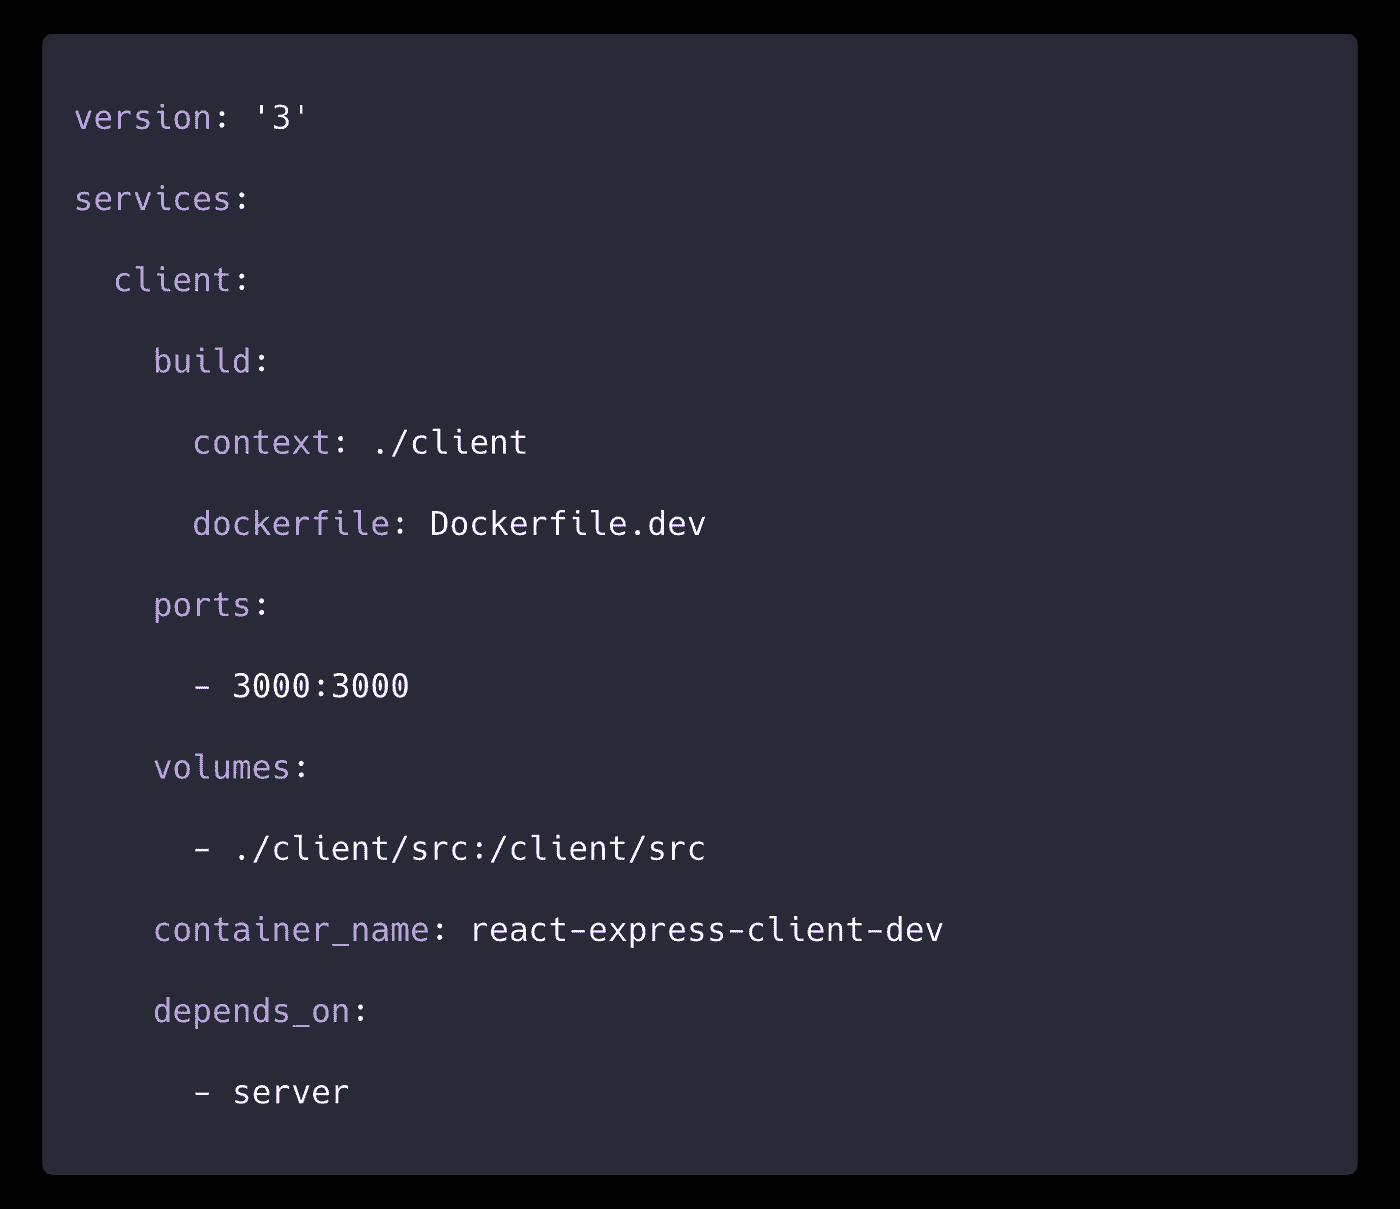 version: '3'
services:
  client:
    build:
      context: ./client
      dockerfile: Dockerfile.dev
    ports:
      - 3000:3000
    volumes:
      - ./client/src:/client/src
    container_name: react-express-client-dev
    depends_on:
      - server